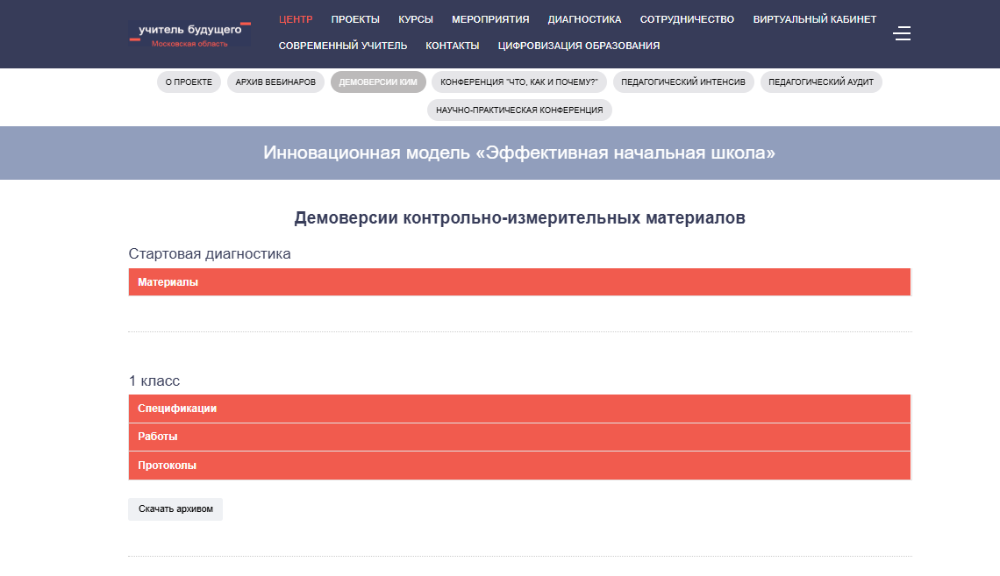 учитель будущего
Московская область
ЦЕНТР ПРОЕКТЫ КУРСЫ МЕРОПРИЯТИЯ ДИАГНОСТИКА СОТРУДНИЧЕСТВО ВИРТУАЛЬНЫЙ КАБИНЕТ
СОВРЕМЕННЫЙ УЧИТЕЛЬ КОНТАКТЫ ЦИФРОВИЗАЦИЯ ОБРАЗОВАНИЯ
О ПРОЕКТЕ АРХИВ ВЕБИНАРОВ ДЕМОВЕРСИИ КИМ КОНФЕРЕНЦИЯ "ЧТО, КАК И ПОЧЕМУ?" ПЕДАГОГИЧЕСКИЙ ИНТЕНСИВ ПЕДАГОГИЧЕСКИЙ АУДИТ
НАУЧНО-ПРАКТИЧЕСКАЯ КОНФЕРЕНЦИЯ
Инновационная модель «Эффективная начальная школа»
Демоверсии контрольно-измерительных материалов
Стартовая диагностика
Материалы
1 класс
Спецификации
Работы
Протоколы
Скачать архивом